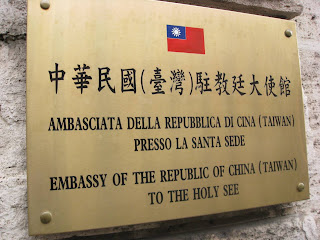 中華民國(臺灣)駐教廷大使館
AMBASCIATA DELLA REPUBBLICA DI CINA (TAIWAN)
PRESSO LA SANTA SEDE
EMBASSY OF THE REPUBLIC OF CHINA (TAIWAN)
TO THE HOLY SEE